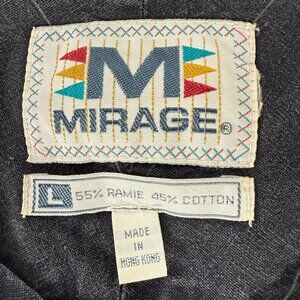 M
MIRAGE®
L 55% RAMIE 45% COTTON
MADE
IN
HONG KONG